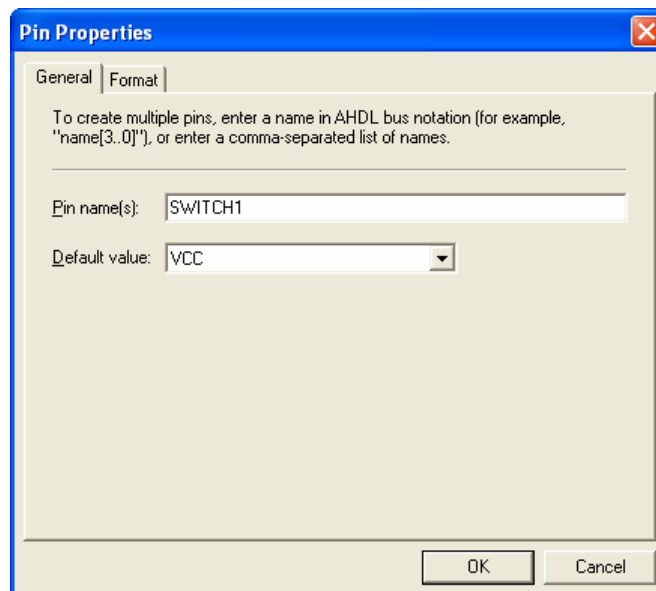 Pin Properties
General Format
To create multiple pins, enter a name in AHDL bus notation (for example,
"name[3..0]"), or enter a comma-separated list of names.
Pin name(s): SWITCH1
Default value: VCC
OK Cancel